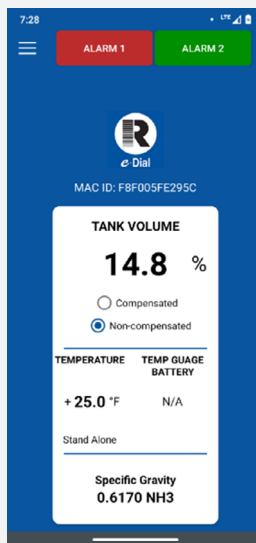 7:28
LTE
ALARM 1
ALARM 2
R
e-Dial
MAC ID: F8F005FE295C
TANK VOLUME
14.8 %
Compensated
Non-compensated
TEMPERATURE
TEMP GUAGE
BATTERY
+ 25.0 °F
N/A
Stand Alone
Specific Gravity
0.6170 NH3